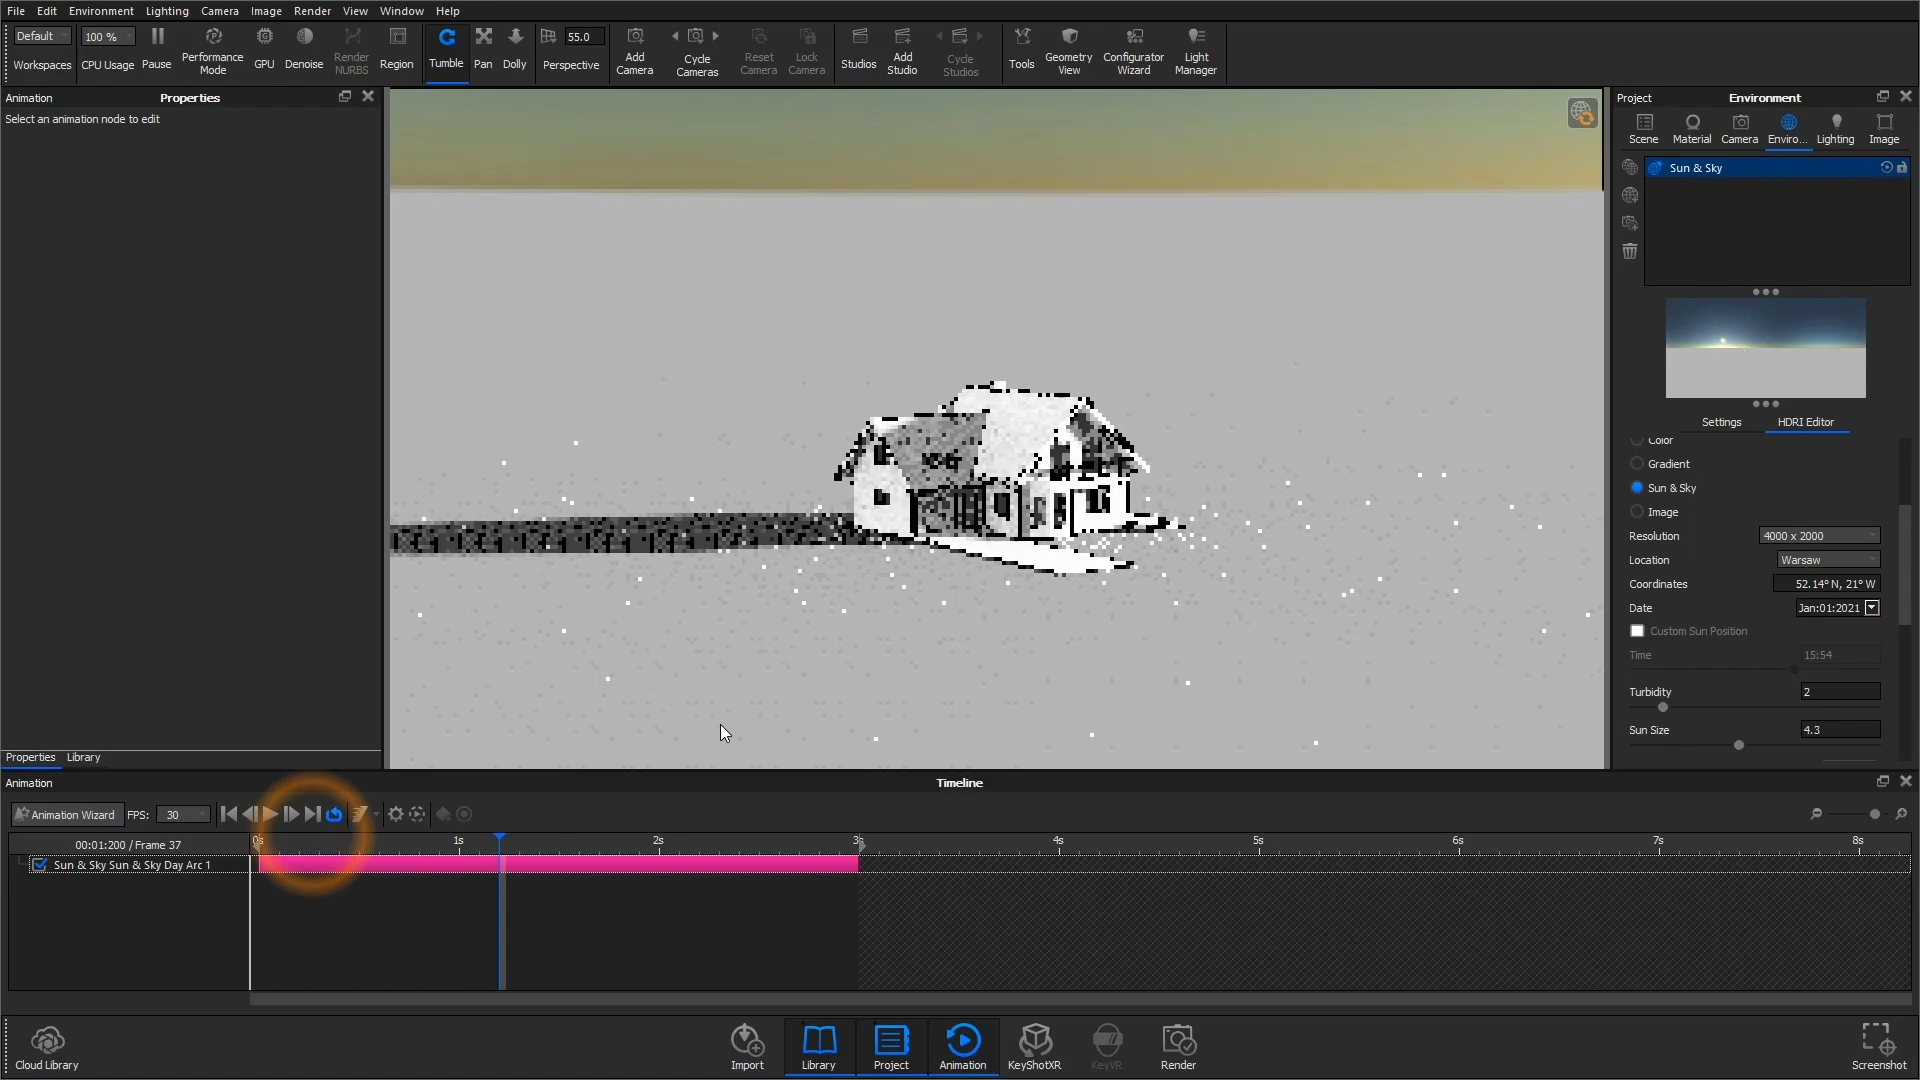 File Edit Environment Lighting Camera Image Render View Window Help
Default 100 % 55.0
Workspaces CPU Usage Pause Performance Mode GPU Denoise Render NURBS Region Tumble Pan Dolly Perspective Add Camera Cycle Cameras Reset Camera Lock Camera Studios Add Studio Cycle Studios Tools Geometry View Configurator Wizard Light Manager
Animation Properties
Select an animation node to edit
Project Environment
Scene Material Camera Enviro... Lighting Image
Sun & Sky
Settings HDRI Editor
Color
Gradient
Sun & Sky
Image
Resolution 4000 x 2000
Location Warsaw
Coordinates 52.14° N, 21° W
Date Jan:01:2021
Custom Sun Position
Time 15:54
Turbidity 2
Sun Size 4.3
Properties Library
Animation Timeline
Animation Wizard FPS: 30
00:01:200 / Frame 37 0s 1s 2s 3s 4s 5s 6s 7s 8s
Sun & Sky Sun & Sky Day Arc 1
Cloud Library Import Library Project Animation KeyShotXR KeyVR Render Screenshot